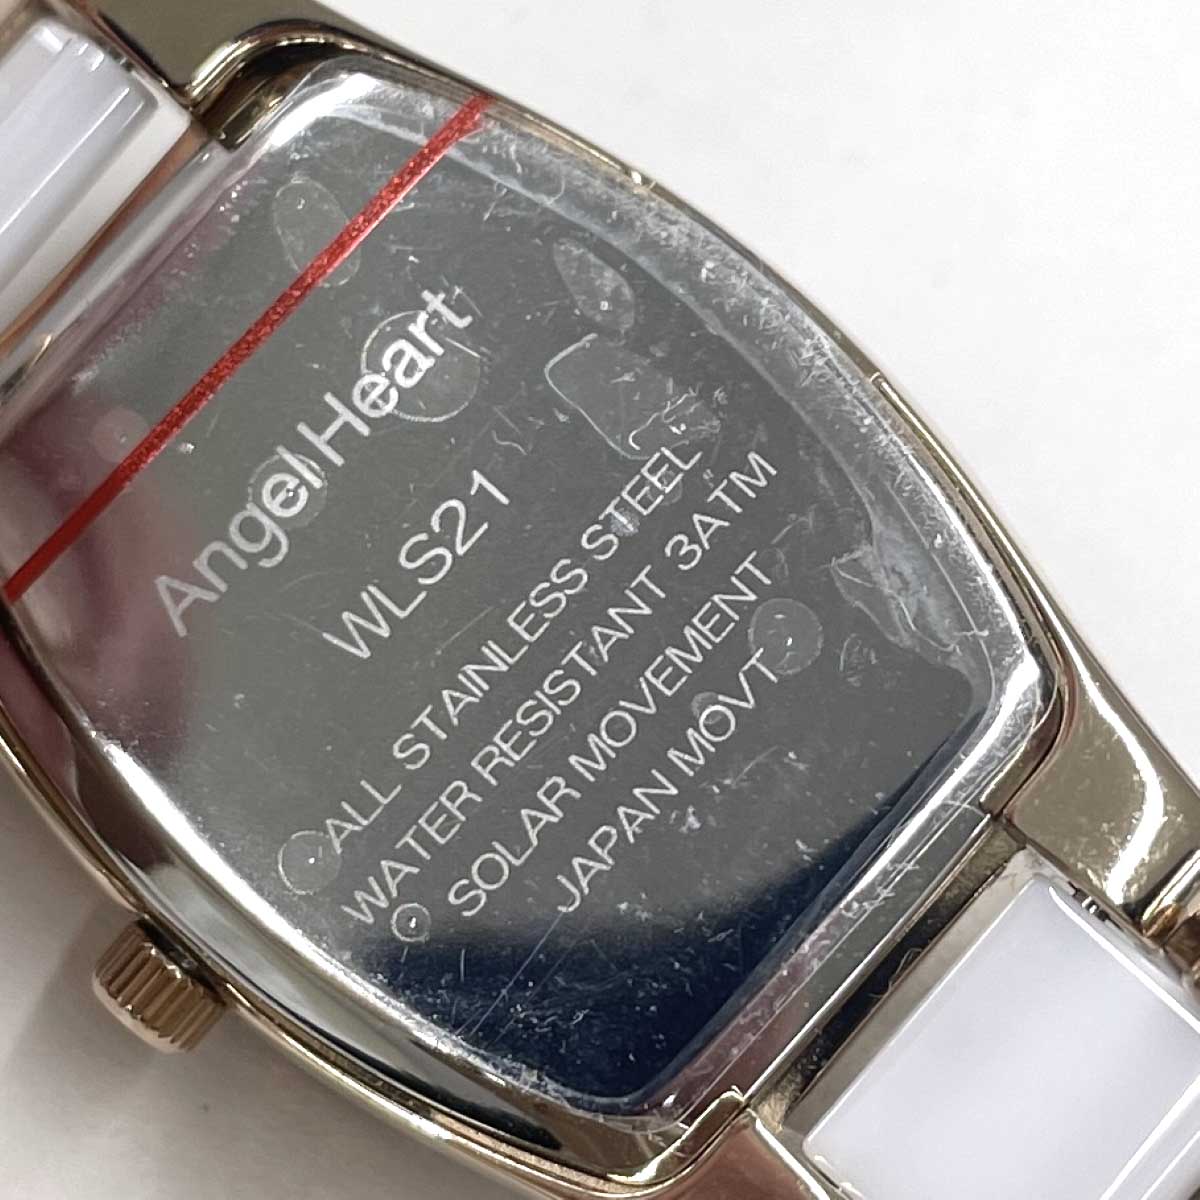 Angel Heart
WLS21
ALL STAINLESS STEEL
WATER RESISTANT 3ATM
SOLAR MOVEMENT
JAPAN MOVT